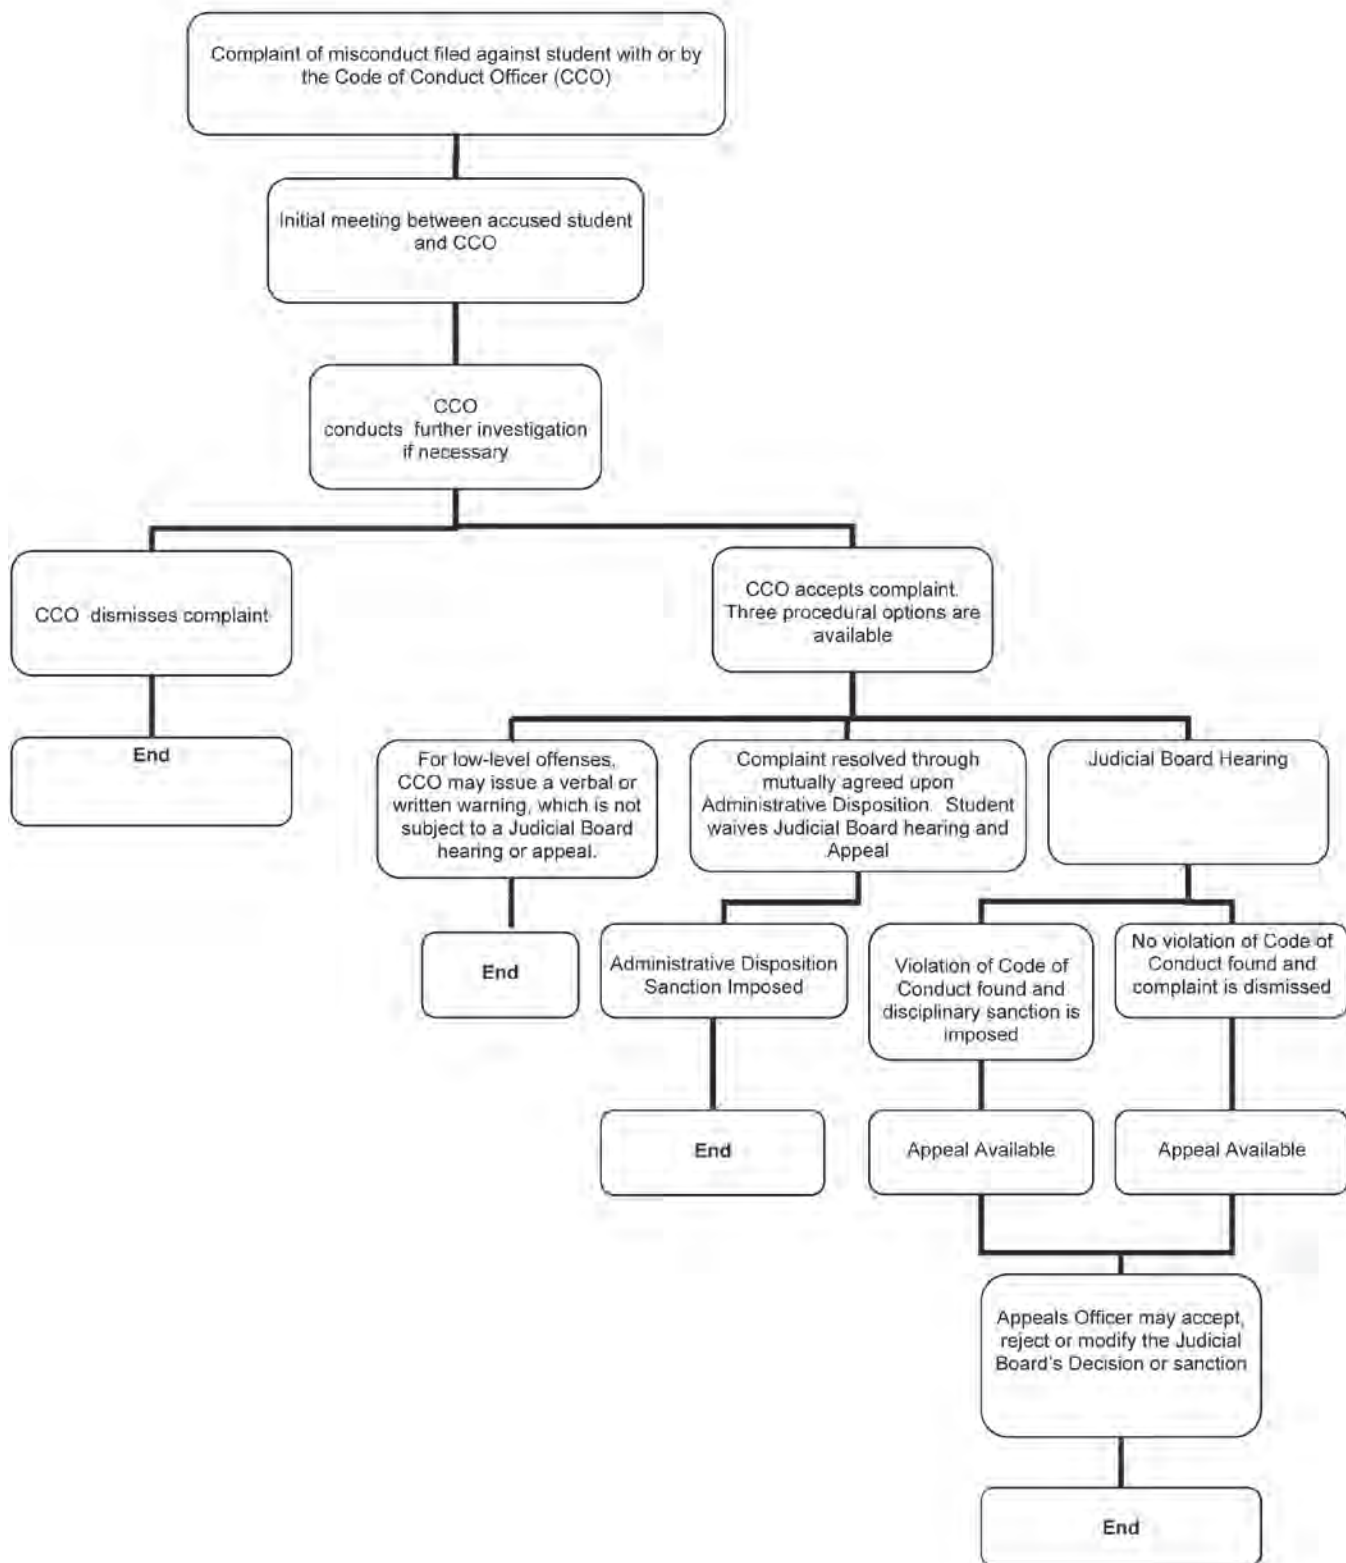 Complaint of misconduct filed against student with or by
the Code of Conduct Officer (CCO)
Initial meeting between accused student
and CCO
CCO
conducts further investigation
if necessary
CCO dismisses complaint
End
CCO accepts complaint.
Three procedural options are
available
For low-level offenses,
CCO may issue a verbal or
written warning, which is not
subject to a Judicial Board
hearing or appeal.
End
Complaint resolved through
mutually agreed upon
Administrative Disposition. Student
waives Judicial Board hearing and
Appeal
Administrative Disposition
Sanction Imposed
End
Judicial Board Hearing
Violation of Code of
Conduct found and
disciplinary sanction is
imposed
Appeal Available
No violation of Code of
Conduct found and
complaint is dismissed
Appeal Available
Appeals Officer may accept,
reject or modify the Judicial
Board's Decision or sanction
End